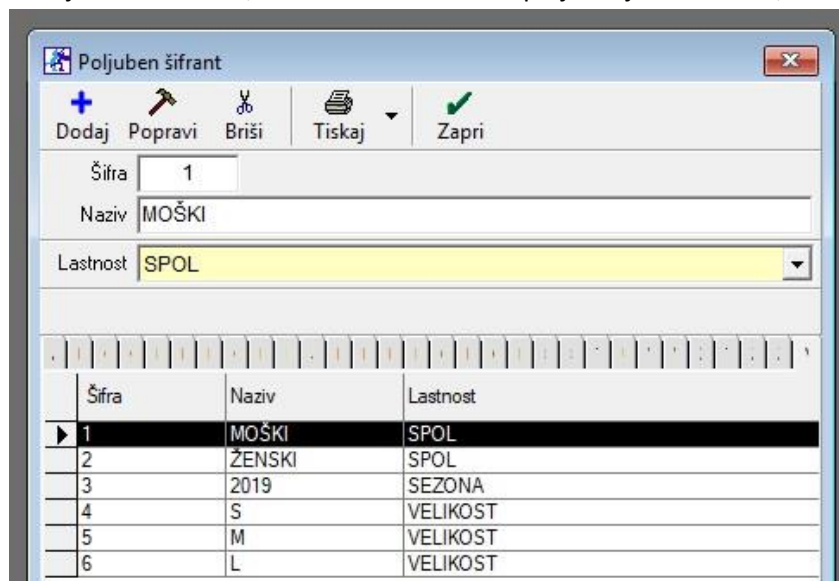 Poljuben šifrant
Dodaj Popravi Briši Tiskaj Zapri
Šifra 1
Naziv MOŠKI
Lastnost SPOL
Šifra Naziv Lastnost
1 MOŠKI SPOL
2 ŽENSKI SPOL
3 2019 SEZONA
4 S VELIKOST
5 M VELIKOST
6 L VELIKOST